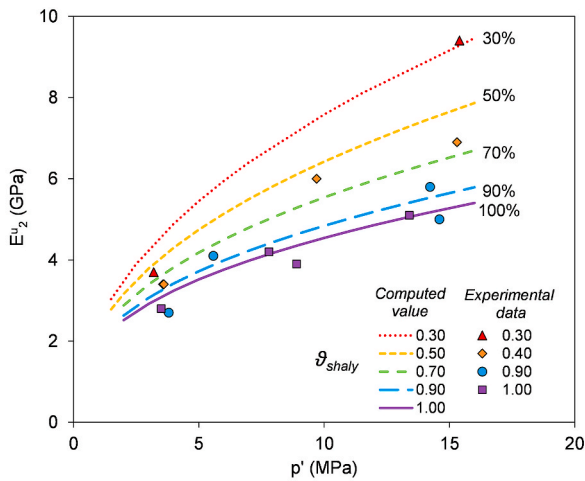 10
8
6
4
2
0
E^u_2 (GPa)
30%
50%
70%
90%
100%
Computed value
Experimental data
ϑ_shaly
0.30 0.30
0.50 0.40
0.70 0.90
0.90 1.00
1.00
0 5 10 15 20
p' (MPa)